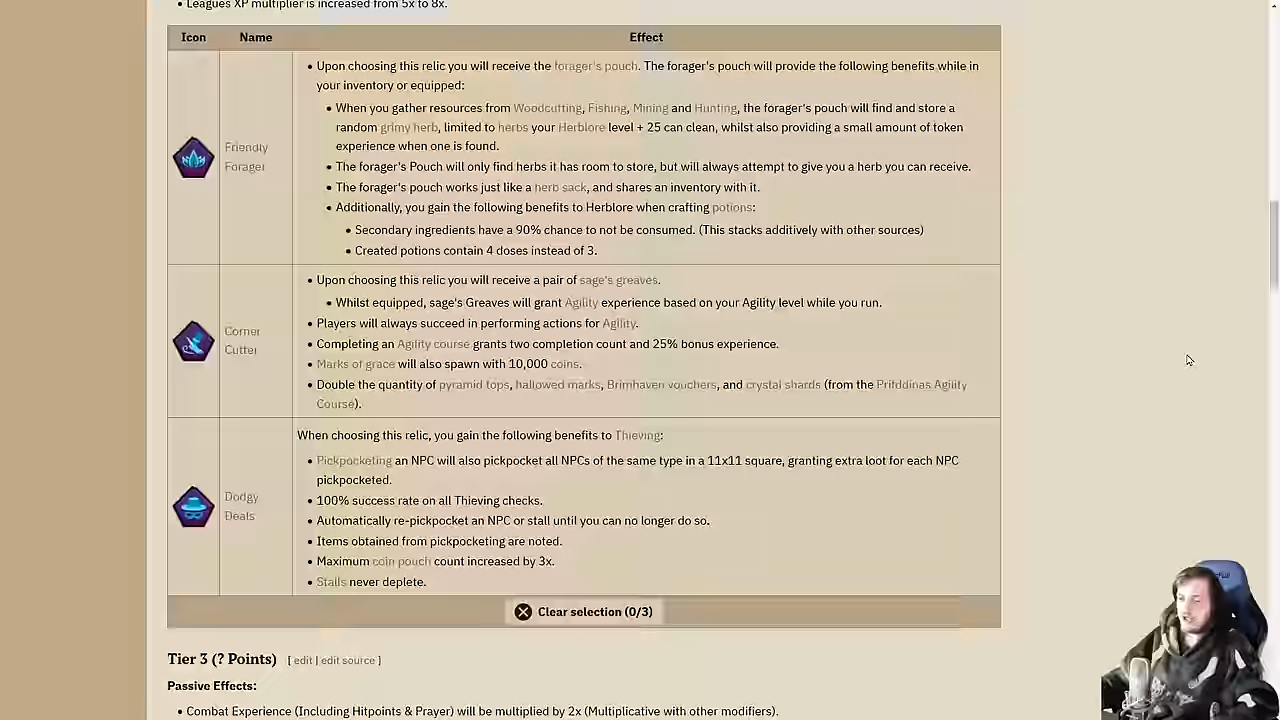 • Leagues XP multiplier is increased from 5x to 8x.
Icon Name Effect
• Upon choosing this relic you will receive the forager's pouch. The forager's pouch will provide the following benefits while in
your inventory or equipped:
• When you gather resources from Woodcutting, Fishing, Mining and Hunting, the forager's pouch will find and store a
random grimy herb, limited to herbs your Herblore level + 25 can clean, whilst also providing a small amount of token
experience when one is found.
Friendly
Forager
• The forager's Pouch will only find herbs it has room to store, but will always attempt to give you a herb you can receive.
• The forager's pouch works just like a herb sack, and shares an inventory with it.
• Additionally, you gain the following benefits to Herblore when crafting potions:
• Secondary ingredients have a 90% chance to not be consumed. (This stacks additively with other sources)
• Created potions contain 4 doses instead of 3.
• Upon choosing this relic you will receive a pair of sage's greaves.
• Whilst equipped, sage's Greaves will grant Agility experience based on your Agility level while you run.
Corner
Cutter
• Players will always succeed in performing actions for Agility.
• Completing an Agility course grants two completion count and 25% bonus experience.
• Marks of grace will also spawn with 10,000 coins.
• Double the quantity of pyramid tops, hallowed marks, Brimhaven vouchers, and crystal shards (from the Prifddinas Agility
Course).
When choosing this relic, you gain the following benefits to Thieving:
• Pickpocketing an NPC will also pickpocket all NPCs of the same type in a 11x11 square, granting extra loot for each NPC
pickpocketed.
Dodgy
Deals
• 100% success rate on all Thieving checks.
• Automatically re-pickpocket an NPC or stall until you can no longer do so.
• Items obtained from pickpocketing are noted.
• Maximum coin pouch count increased by 3x.
• Stalls never deplete.
Clear selection (0/3)
Tier 3 (? Points) [ edit | edit source ]
Passive Effects:
• Combat Experience (Including Hitpoints & Prayer) will be multiplied by 2x (Multiplicative with other modifiers).